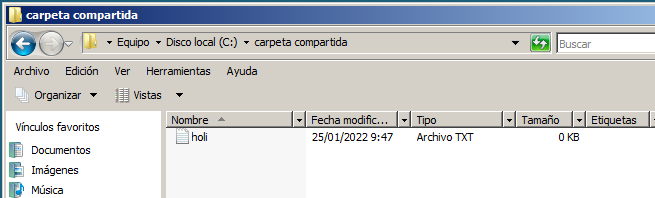 carpeta compartida
Equipo Disco local (C:) carpeta compartida Buscar
Archivo Edición Ver Herramientas Ayuda
Organizar Vistas
Vínculos favoritos
Documentos
Imágenes
Música
Nombre Fecha modific... Tipo Tamaño Etiquetas
holi 25/01/2022 9:47 Archivo TXT 0 KB